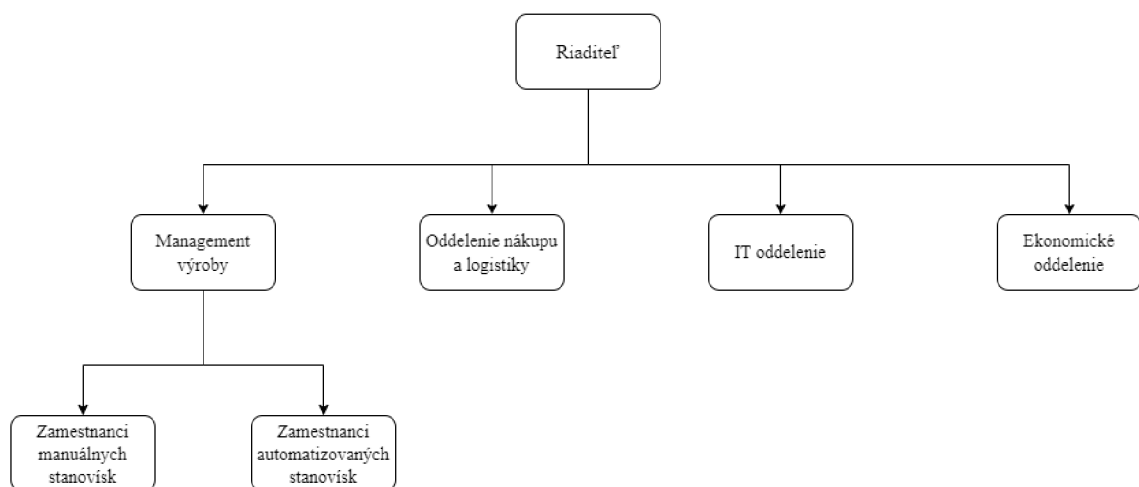 Riaditeľ
Management
výroby
Oddelenie nákupu
a logistiky
IT oddelenie
Ekonomické
oddelenie
Zamestnanci
manuálnych
stanovísk
Zamestnanci
automatizovaných
stanovísk